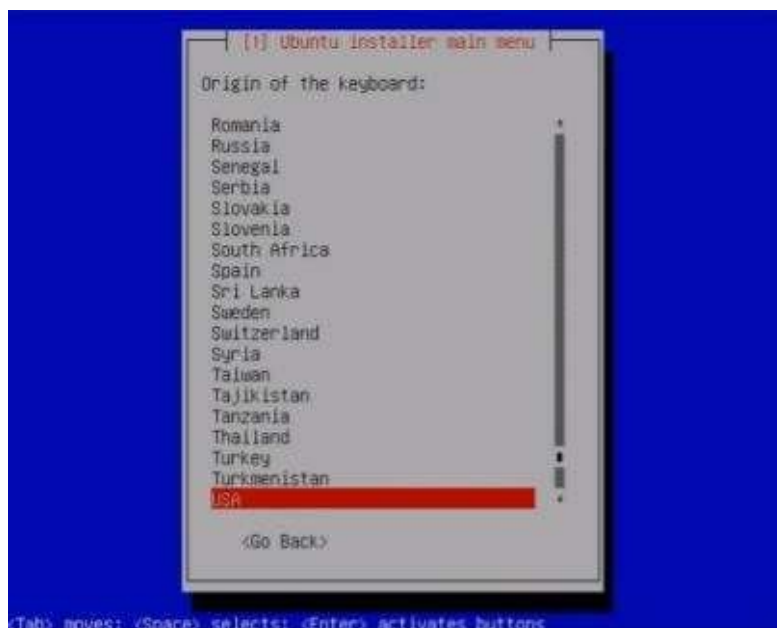 [!] Ubuntu installer main menu
Origin of the keyboard:
Romania
Russia
Senegal
Serbia
Slovakia
Slovenia
South Africa
Spain
Sri Lanka
Sweden
Switzerland
Syria
Taiwan
Tajikistan
Tanzania
Thailand
Turkey
Turkmenistan
USA
<Go Back>
<Tab> moves; <Space> selects; <Enter> activates buttons